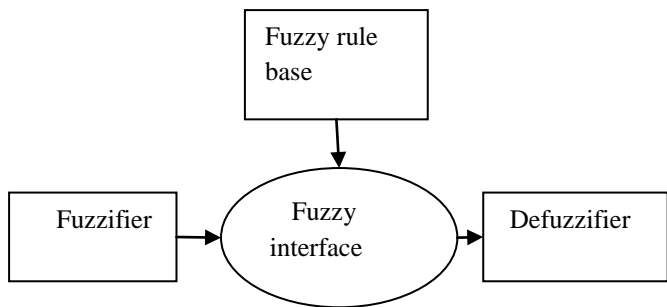 Fuzzy rule
base
Fuzzifier
Fuzzy
interface
Defuzzifier